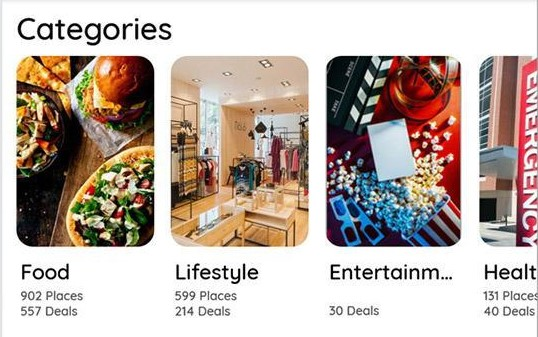 Categories
EMERGENCY
Food
Lifestyle
Entertainm...
Healt
902 Places
599 Places
131 Places
557 Deals
214 Deals
30 Deals
40 Deals